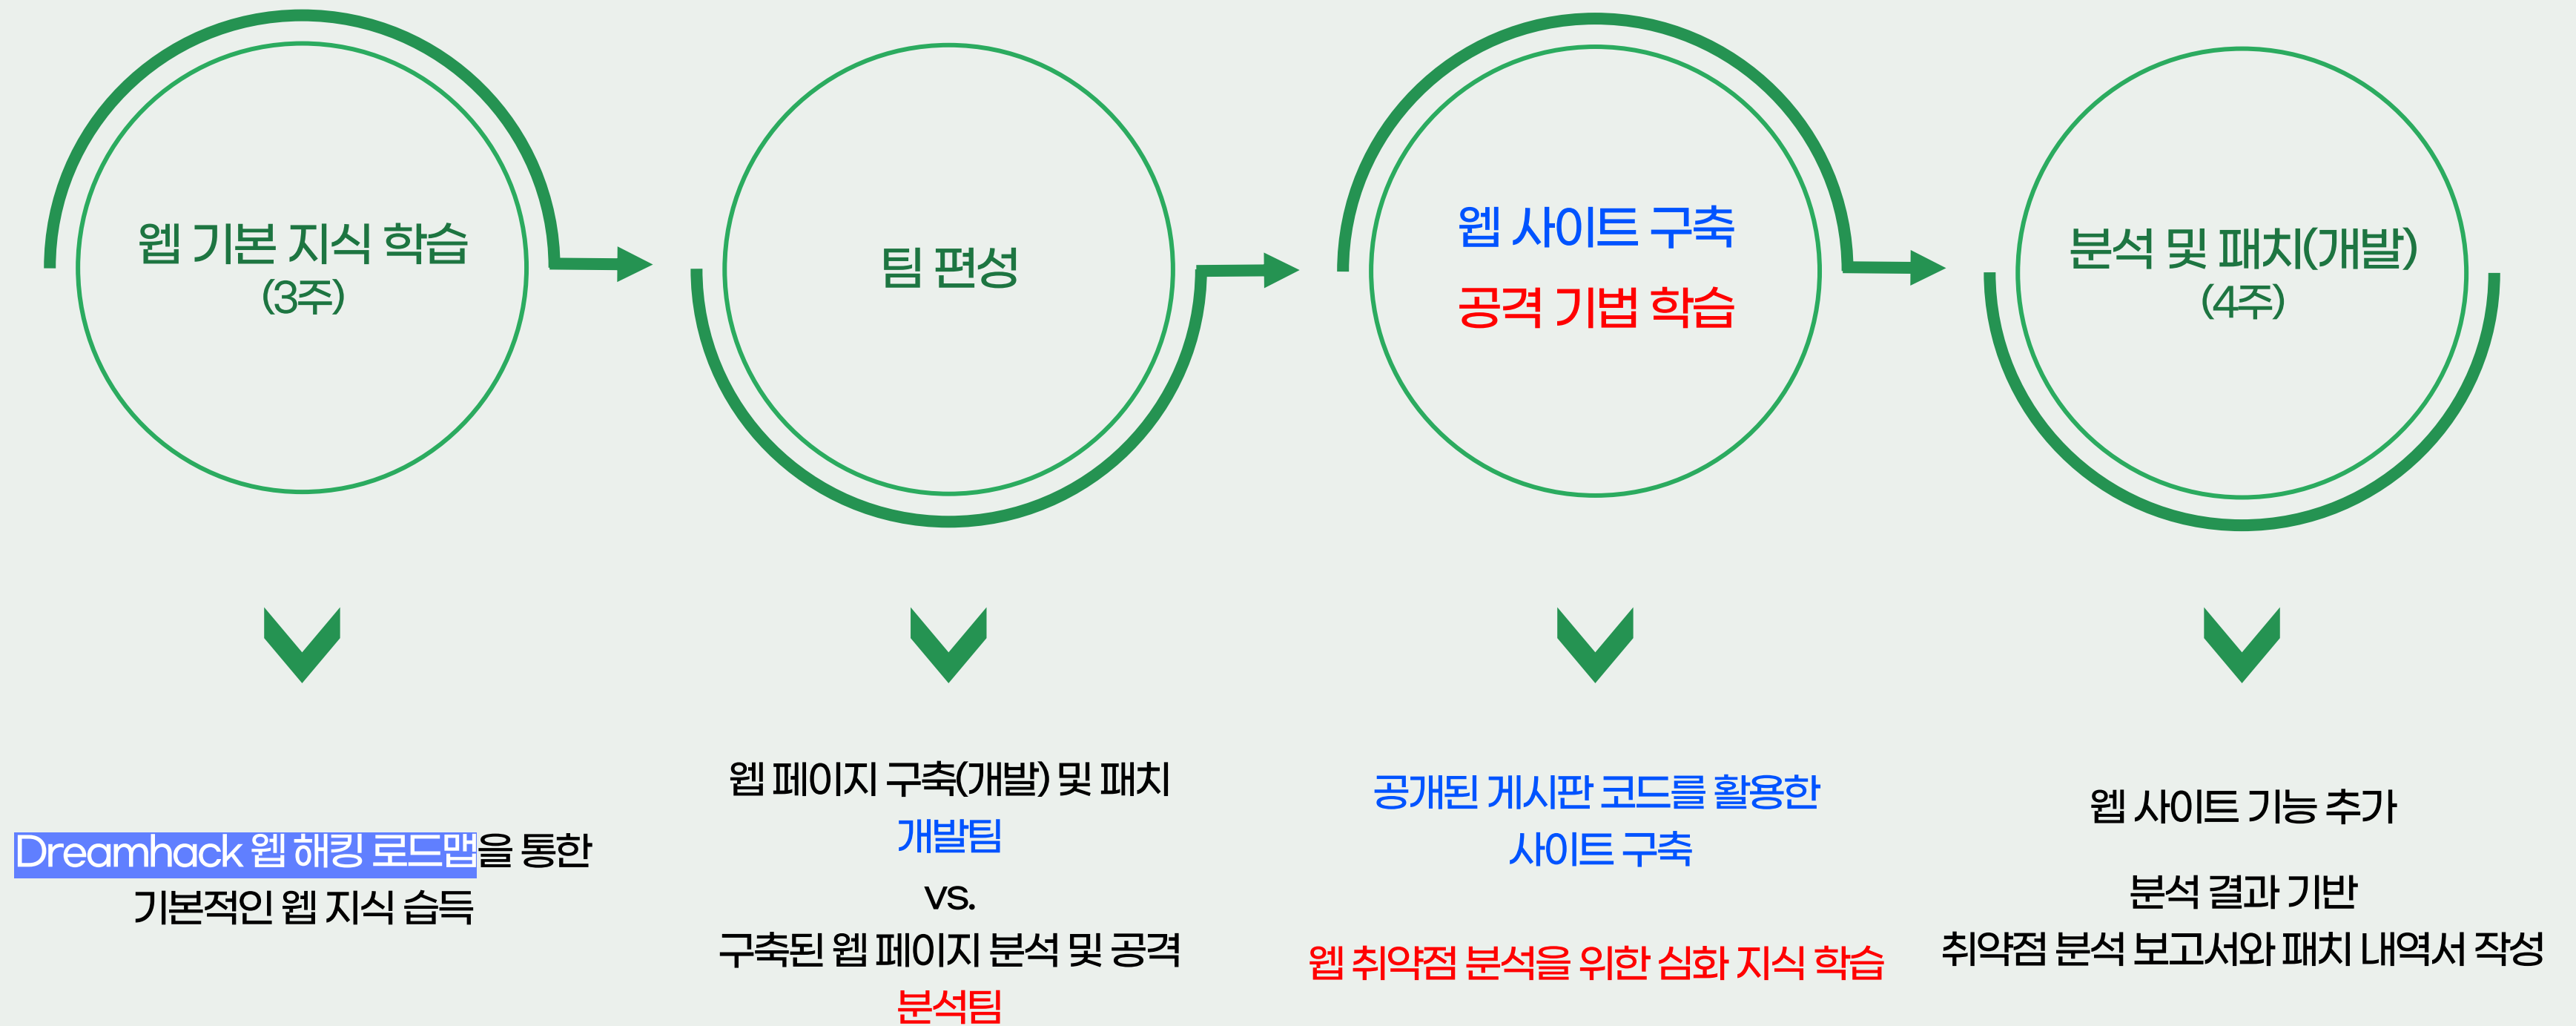 웹 기본 지식 학습
(3주)
팀 편성
웹 사이트 구축
공격 기법 학습
분석 및 패치(개발)
(4주)
Dreamhack 웹 해킹 로드맵을 통한
기본적인 웹 지식 습득
웹 페이지 구축(개발) 및 패치
개발팀
vs.
구축된 웹 페이지 분석 및 공격
분석팀
공개된 게시판 코드를 활용한
사이트 구축
웹 취약점 분석을 위한 심화 지식 학습
웹 사이트 기능 추가
분석 결과 기반
취약점 분석 보고서와 패치 내역서 작성